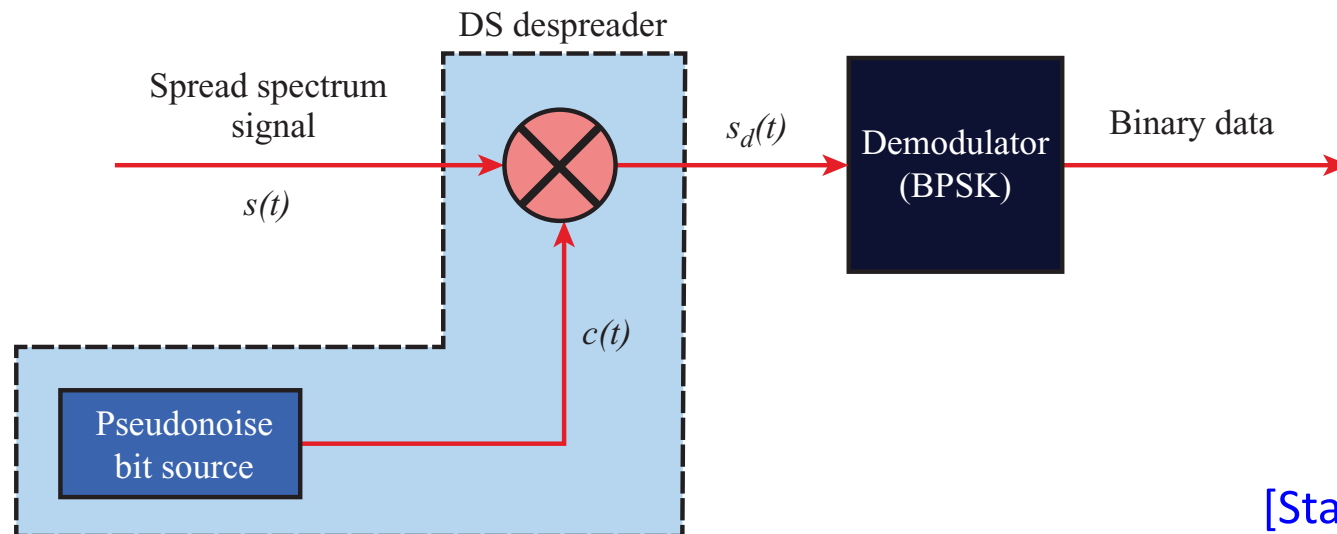 DS despreader
Spread spectrum
signal
s(t)
s_d(t)
Demodulator
(BPSK)
Binary data
c(t)
Pseudonoise
bit source
[Sta